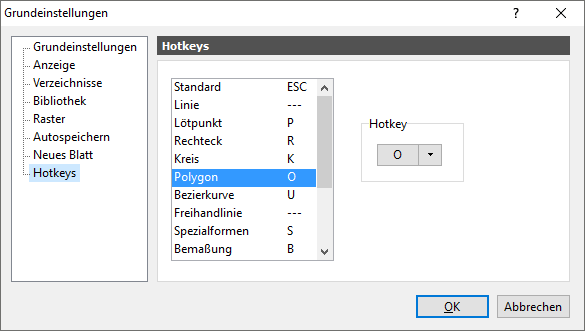 Grundeinstellungen
?
Grundeinstellungen
Anzeige
Verzeichnisse
Bibliothek
Raster
Autospeichern
Neues Blatt
Hotkeys
Hotkeys
Standard ESC
Linie ---
Lötpunkt P
Rechteck R
Kreis K
Polygon O
Bezierkurve U
Freihandlinie ---
Spezialformen S
Bemaßung B
Hotkey
O
OK
Abbrechen